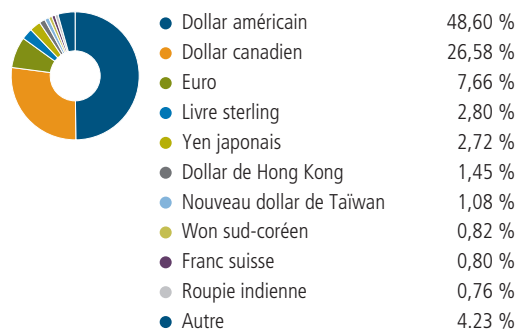 Dollar américain 48,60 %
Dollar canadien 26,58 %
Euro 7,66 %
Livre sterling 2,80 %
Yen japonais 2,72 %
Dollar de Hong Kong 1,45 %
Nouveau dollar de Taïwan 1,08 %
Won sud-coréen 0,82 %
Franc suisse 0,80 %
Roupie indienne 0,76 %
Autre 4.23 %